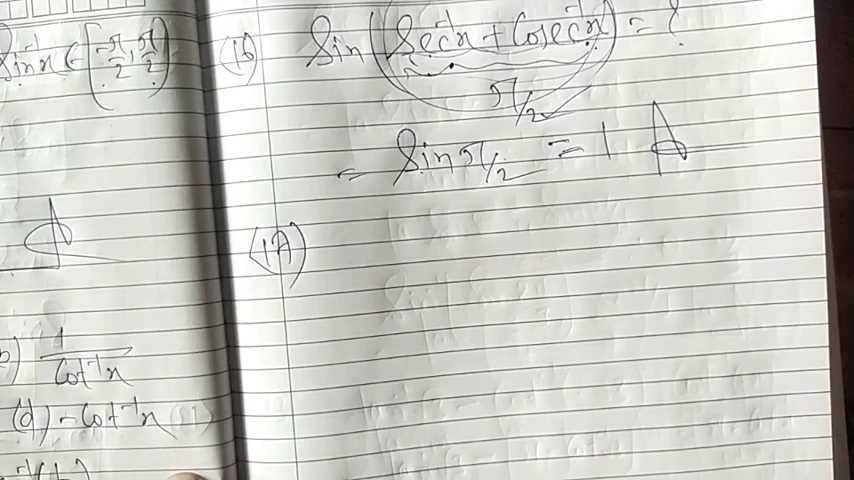 Sin⁻¹x ∈ [-π/2, π/2]
(16) Sin(Sec⁻¹x + Cosec⁻¹x) = ?
π/2
= Sin π/2 = 1 A
(17)
1/Cot⁻¹x
(d) - Cot⁻¹x